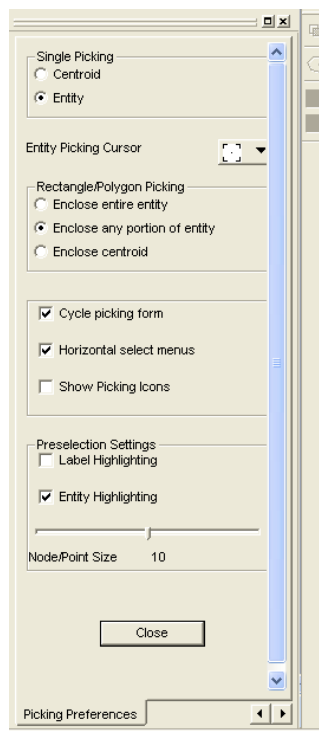 Single Picking
Centroid
Entity
Entity Picking Cursor
Rectangle/Polygon Picking
Enclose entire entity
Enclose any portion of entity
Enclose centroid
Cycle picking form
Horizontal select menus
Show Picking Icons
Preselection Settings
Label Highlighting
Entity Highlighting
Node/Point Size 10
Close
Picking Preferences